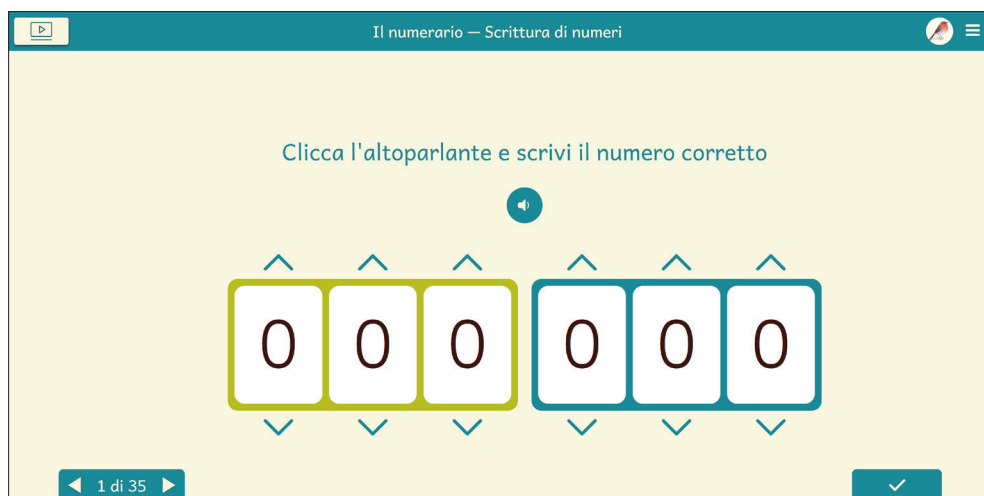 Il numerario — Scrittura di numeri
Clicca l'altoparlante e scrivi il numero corretto
0 0 0 0 0 0
1 di 35